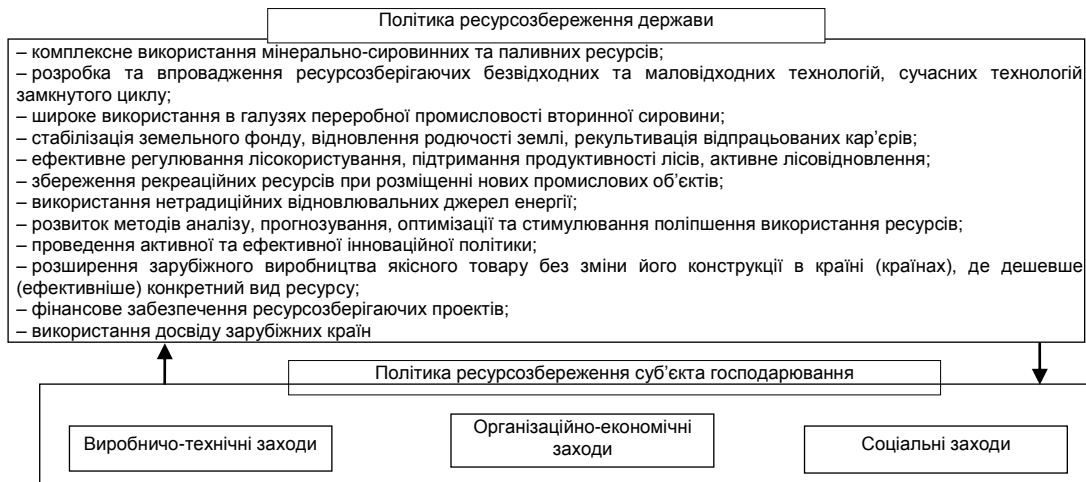 Політика ресурсозбереження держави
– комплексне використання мінерально-сировинних та паливних ресурсів;
– розробка та впровадження ресурсозберігаючих безвідходних та маловідходних технологій, сучасних технологій
замкнутого циклу;
– широке використання в галузях переробної промисловості вторинної сировини;
– стабілізація земельного фонду, відновлення родючості землі, рекультивація відпрацьованих кар’єрів;
– ефективне регулювання лісокористування, підтримання продуктивності лісів, активне лісовідновлення;
– збереження рекреаційних ресурсів при розміщенні нових промислових об’єктів;
– використання нетрадиційних відновлювальних джерел енергії;
– розвиток методів аналізу, прогнозування, оптимізації та стимулювання поліпшення використання ресурсів;
– проведення активної та ефективної інноваційної політики;
– розширення зарубіжного виробництва якісного товару без зміни його конструкції в країні (країнах), де дешевше
(ефективніше) конкретний вид ресурсу;
– фінансове забезпечення ресурсозберігаючих проектів;
– використання досвіду зарубіжних країн
Політика ресурсозбереження суб’єкта господарювання
Виробничо-технічні заходи
Організаційно-економічні
заходи
Соціальні заходи